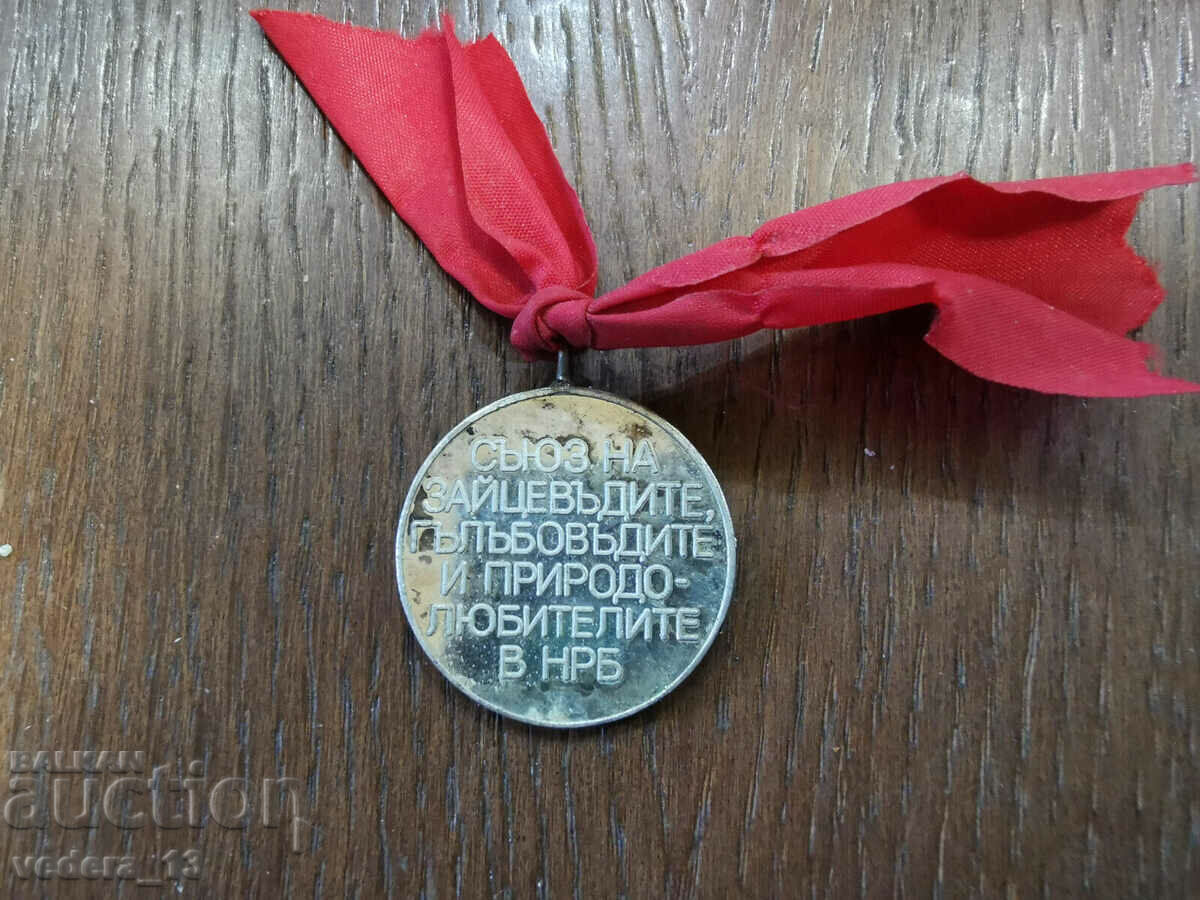 СЪЮЗ НА
ЗАЙЦЕВЪДИТЕ,
ГЪЛЪБОВЪДИТЕ
И ПРИРОДО-
ЛЮБИТЕЛИТЕ
В НРБ
BALKAN
auction
vedera_13